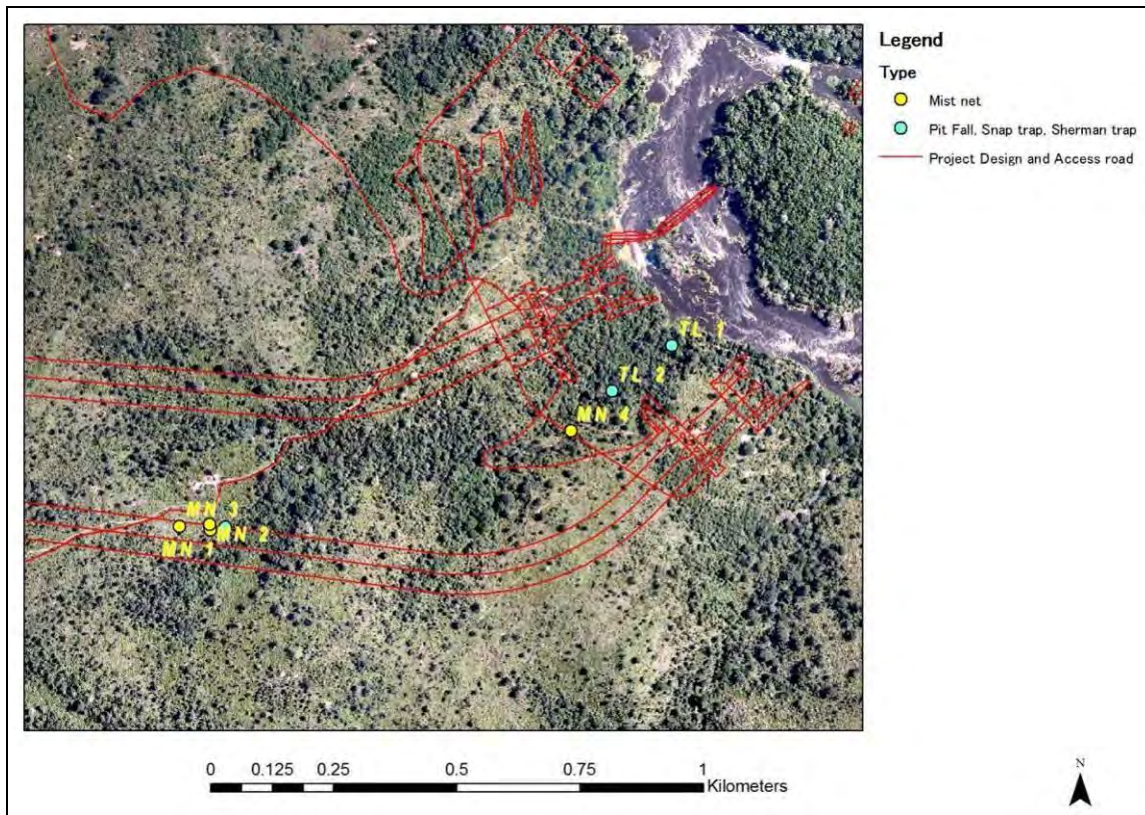 Legend
Type
Mist net
Pit Fall, Snap trap, Sherman trap
Project Design and Access road
TL 1
TL 2
MN 4
MN 3
MN 2
MN 1
0 0.125 0.25 0.5 0.75 1
Kilometers
N